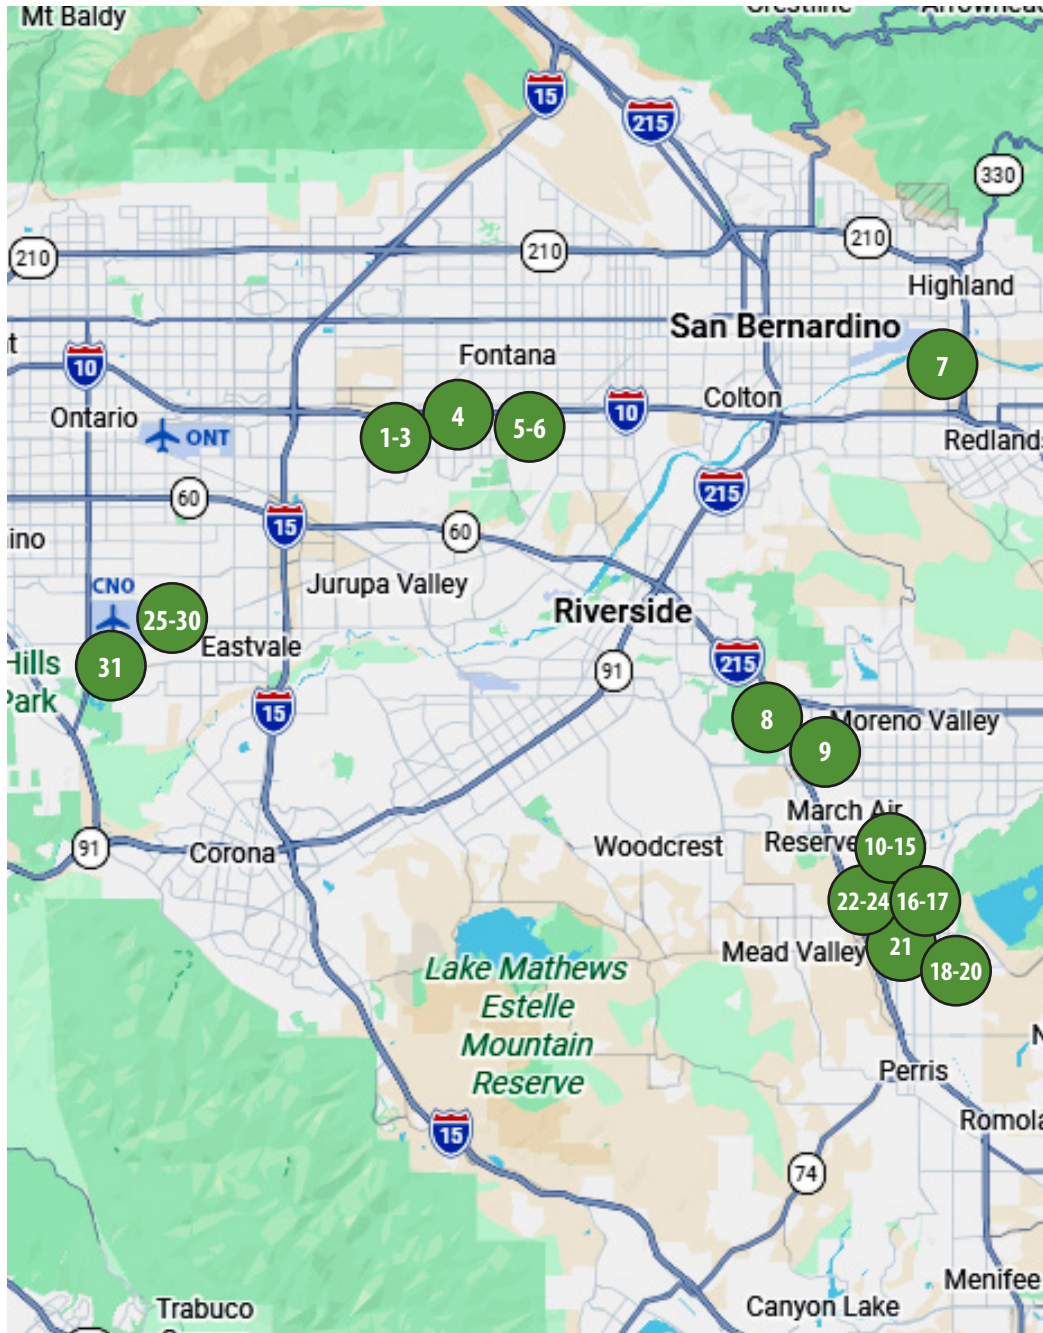 Mt Baldy
Crestline
15
215
330
210
210
210
Highland
San Bernardino
Fontana
7
10
Ontario
ONT
4
1-3
5-6
10
Colton
Redlands
60
215
15
60
Jurupa Valley
CNO
25-30
Riverside
Eastvale
31
Hills
Park
91
215
15
8
Moreno Valley
9
March Air
Reserve
10-15
91
Corona
Woodcrest
22-24
16-17
Mead Valley
21
18-20
Lake Mathews
Estelle
Mountain
Reserve
Perris
15
74
Menifee
Trabuco
Canyon Lake